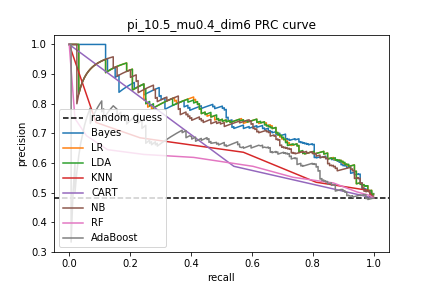 pi_10.5_mu0.4_dim6 PRC curve
1.0
0.9
0.8
0.7
0.6
0.5
0.4
0.3
precision
random guess
Bayes
LR
LDA
KNN
CART
NB
RF
AdaBoost
0.0 0.2 0.4 0.6 0.8 1.0
recall